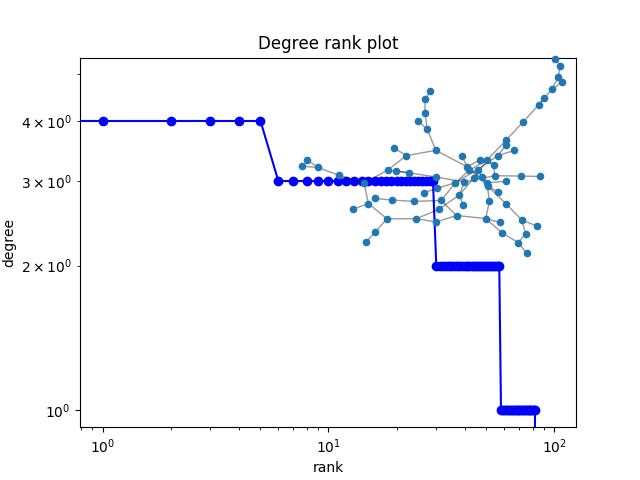 Degree rank plot
degree
4 × 10⁰
3 × 10⁰
2 × 10⁰
10⁰
10⁰
10¹
10²
rank